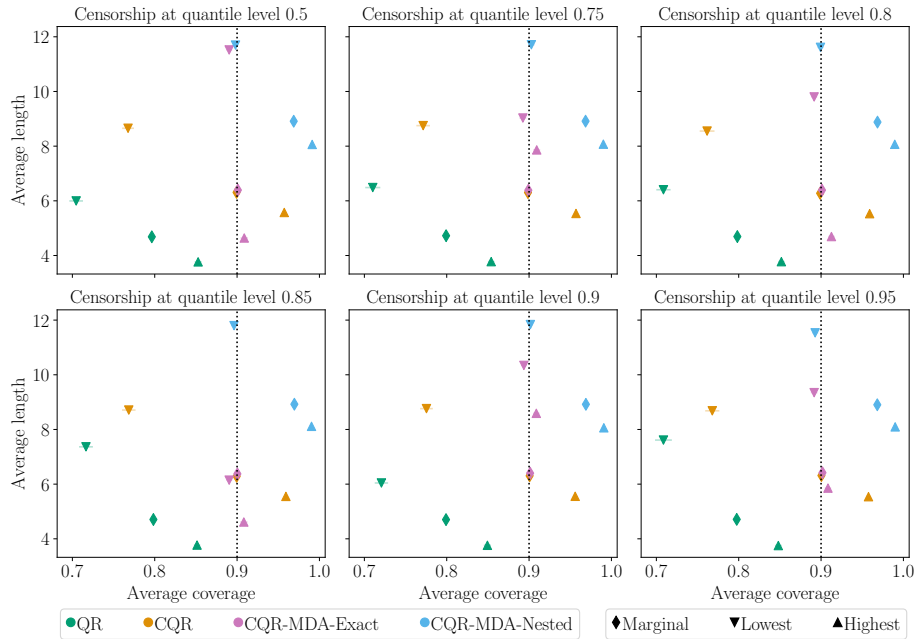 Censorship at quantile level 0.5
Censorship at quantile level 0.75
Censorship at quantile level 0.8
12
10
8
6
4
Average length
Censorship at quantile level 0.85
Censorship at quantile level 0.9
Censorship at quantile level 0.95
12
10
8
6
4
Average length
0.7 0.8 0.9 1.0
0.7 0.8 0.9 1.0
0.7 0.8 0.9 1.0
Average coverage
Average coverage
Average coverage
QR CQR CQR-MDA-Exact CQR-MDA-Nested
Marginal Lowest Highest